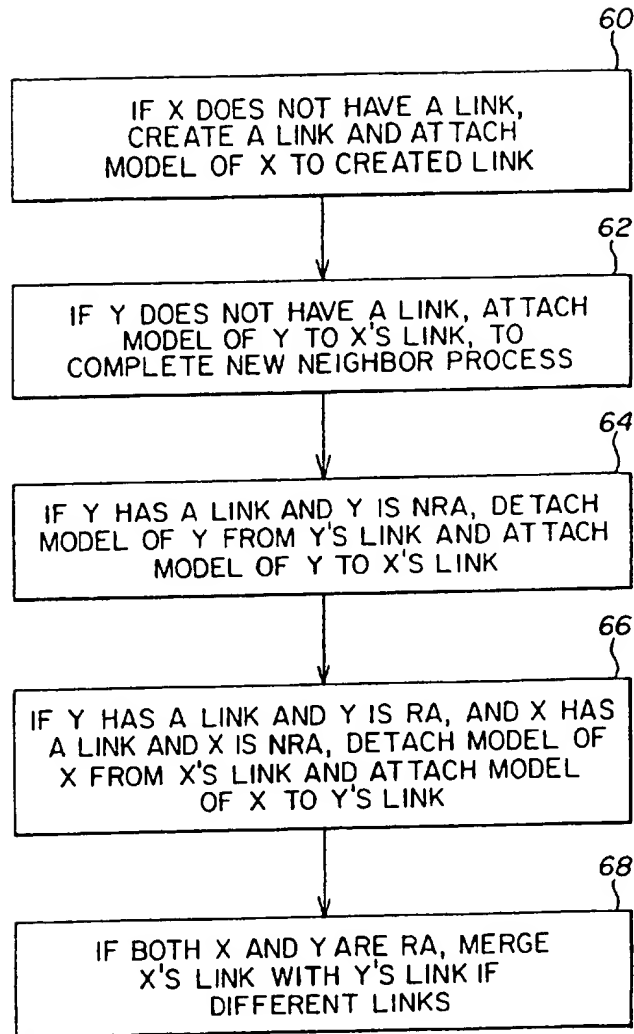 60
IF X DOES NOT HAVE A LINK,
CREATE A LINK AND ATTACH
MODEL OF X TO CREATED LINK
62
IF Y DOES NOT HAVE A LINK, ATTACH
MODEL OF Y TO X'S LINK, TO
COMPLETE NEW NEIGHBOR PROCESS
64
IF Y HAS A LINK AND Y IS NRA, DETACH
MODEL OF Y FROM Y'S LINK AND ATTACH
MODEL OF Y TO X'S LINK
66
IF Y HAS A LINK AND Y IS RA, AND X HAS
A LINK AND X IS NRA, DETACH MODEL OF
X FROM X'S LINK AND ATTACH MODEL
OF X TO Y'S LINK
68
IF BOTH X AND Y ARE RA, MERGE
X'S LINK WITH Y'S LINK IF
DIFFERENT LINKS